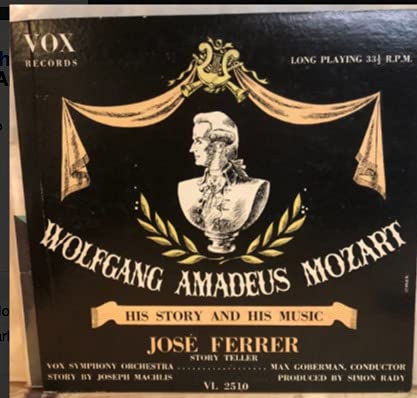 VOX
RECORDS
LONG PLAYING 33⅓ R.P.M.
WOLFGANG AMADEUS MOZART
HIS STORY AND HIS MUSIC
JOSÉ FERRER
STORY TELLER
VOX SYMPHONY ORCHESTRA .................. MAX GOBERMAN, CONDUCTOR
STORY BY JOSEPH MACHLIS PRODUCED BY SIMON RADY
VL 2510